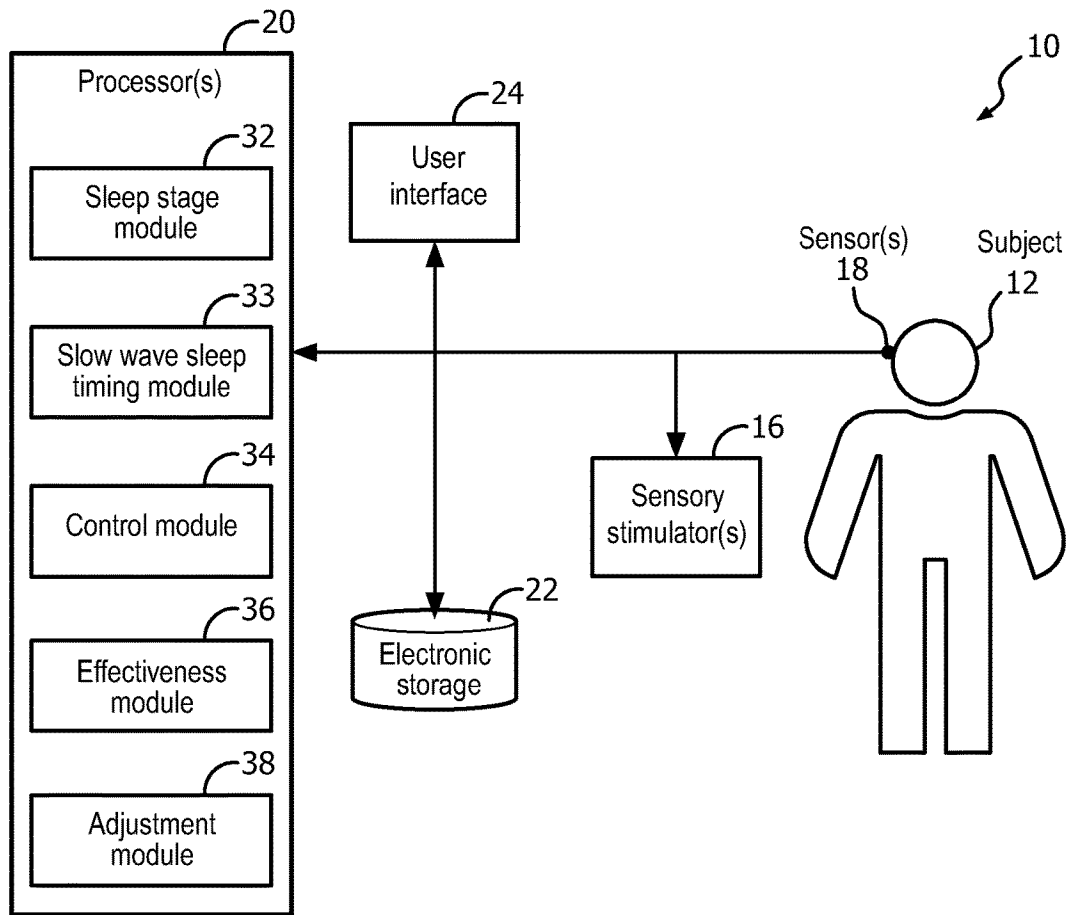 20
Processor(s)
32
Sleep stage
module
33
Slow wave sleep
timing module
34
Control module
36
Effectiveness
module
38
Adjustment
module
24
User
interface
22
Electronic
storage
16
Sensory
stimulator(s)
10
Sensor(s)
18
Subject
12